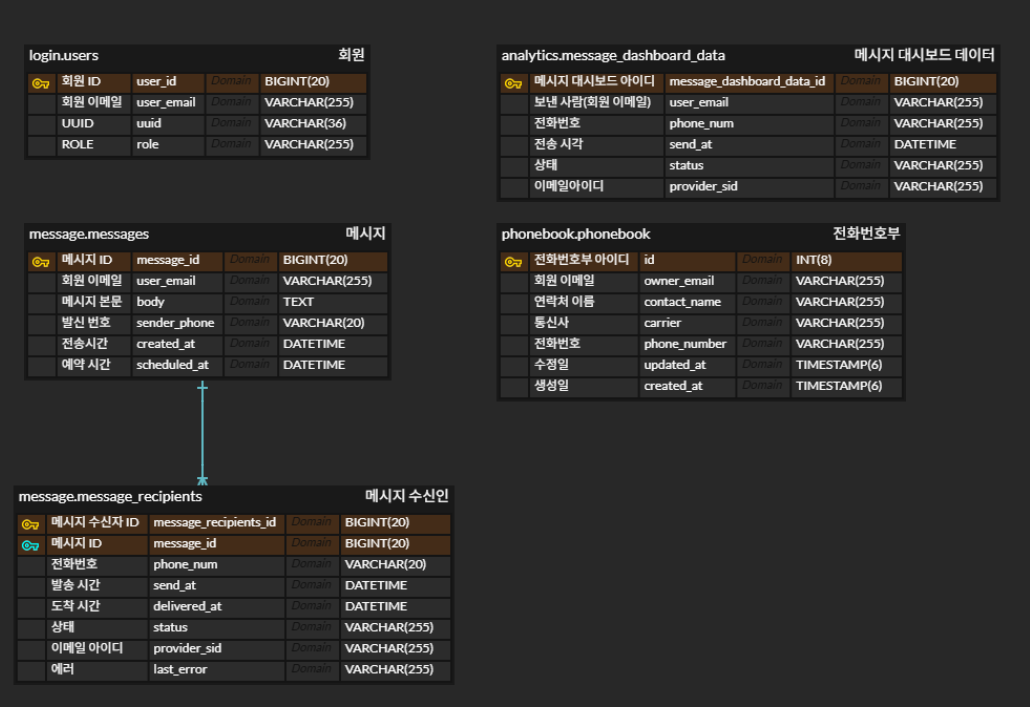 login.users 회원
회원 ID user_id Domain BIGINT(20)
회원 이메일 user_email Domain VARCHAR(255)
UUID uuid Domain VARCHAR(36)
ROLE role Domain VARCHAR(255)
analytics.message_dashboard_data 메시지 대시보드 데이터
메시지 대시보드 아이디 message_dashboard_data_id Domain BIGINT(20)
보낸 사람(회원 이메일) user_email Domain VARCHAR(255)
전화번호 phone_num Domain VARCHAR(255)
전송 시각 send_at Domain DATETIME
상태 status Domain VARCHAR(255)
이메일아이디 provider_sid Domain VARCHAR(255)
message.messages 메시지
메시지 ID message_id Domain BIGINT(20)
회원 이메일 user_email Domain VARCHAR(255)
메시지 본문 body Domain TEXT
발신 번호 sender_phone Domain VARCHAR(20)
전송시간 created_at Domain DATETIME
예약 시간 scheduled_at Domain DATETIME
phonebook.phonebook 전화번호부
전화번호부 아이디 id Domain INT(8)
회원 이메일 owner_email Domain VARCHAR(255)
연락처 이름 contact_name Domain VARCHAR(255)
통신사 carrier Domain VARCHAR(255)
전화번호 phone_number Domain VARCHAR(255)
수정일 updated_at Domain TIMESTAMP(6)
생성일 created_at Domain TIMESTAMP(6)
message.message_recipients 메시지 수신인
메시지 수신자 ID message_recipients_id Domain BIGINT(20)
메시지 ID message_id Domain BIGINT(20)
전화번호 phone_num Domain VARCHAR(20)
발송 시간 send_at Domain DATETIME
도착 시간 delivered_at Domain DATETIME
상태 status Domain VARCHAR(255)
이메일 아이디 provider_sid Domain VARCHAR(255)
에러 last_error Domain VARCHAR(255)